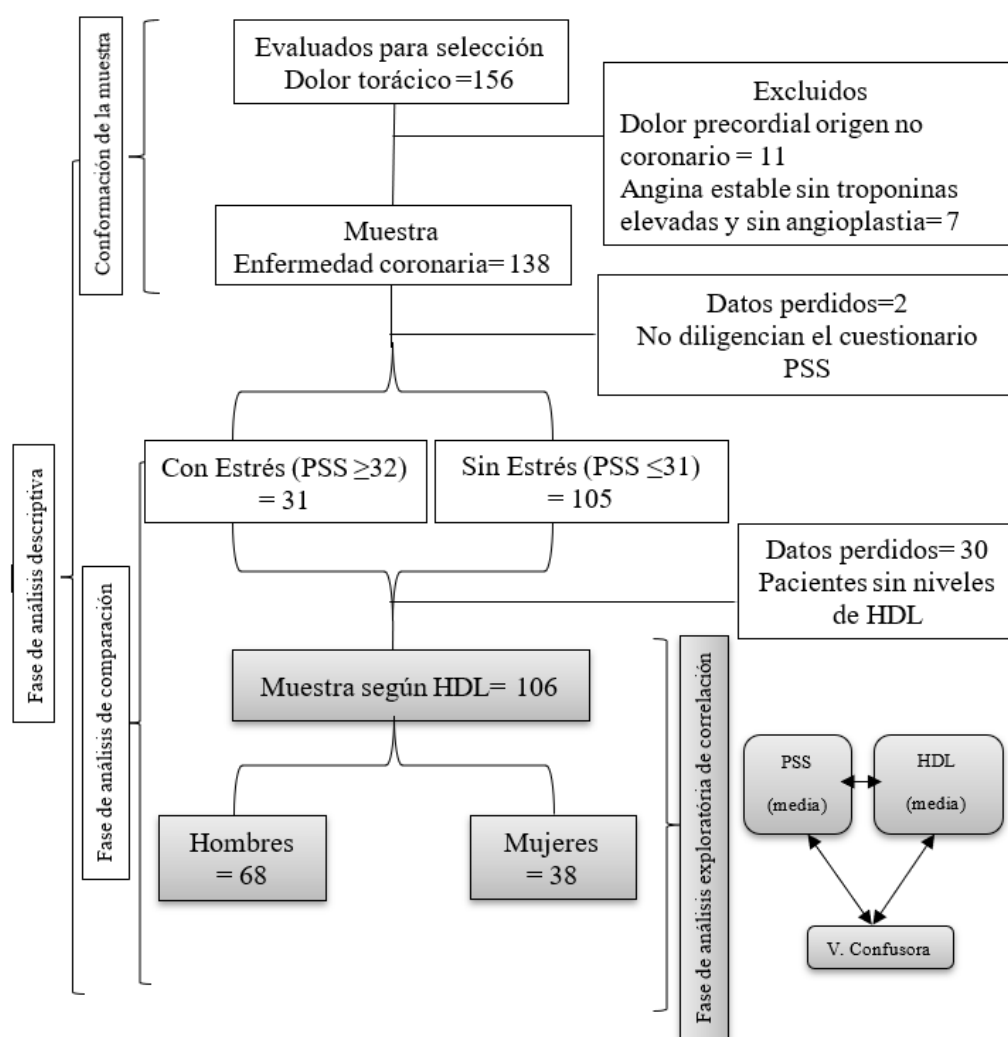 Conformación de la muestra
Evaluados para selección
Dolor torácico =156
Excluidos
Dolor precordial origen no
coronario = 11
Angina estable sin troponinas
elevadas y sin angioplastia= 7
Muestra
Enfermedad coronaria= 138
Datos perdidos=2
No diligencian el cuestionario
PSS
Fase de análisis descriptiva
Fase de análisis de comparación
Con Estrés (PSS ≥32)
= 31
Sin Estrés (PSS ≤31)
= 105
Datos perdidos= 30
Pacientes sin niveles
de HDL
Muestra según HDL= 106
Hombres
= 68
Mujeres
= 38
Fase de análisis exploratória de correlación
PSS
(media)
HDL
(media)
V. Confusora